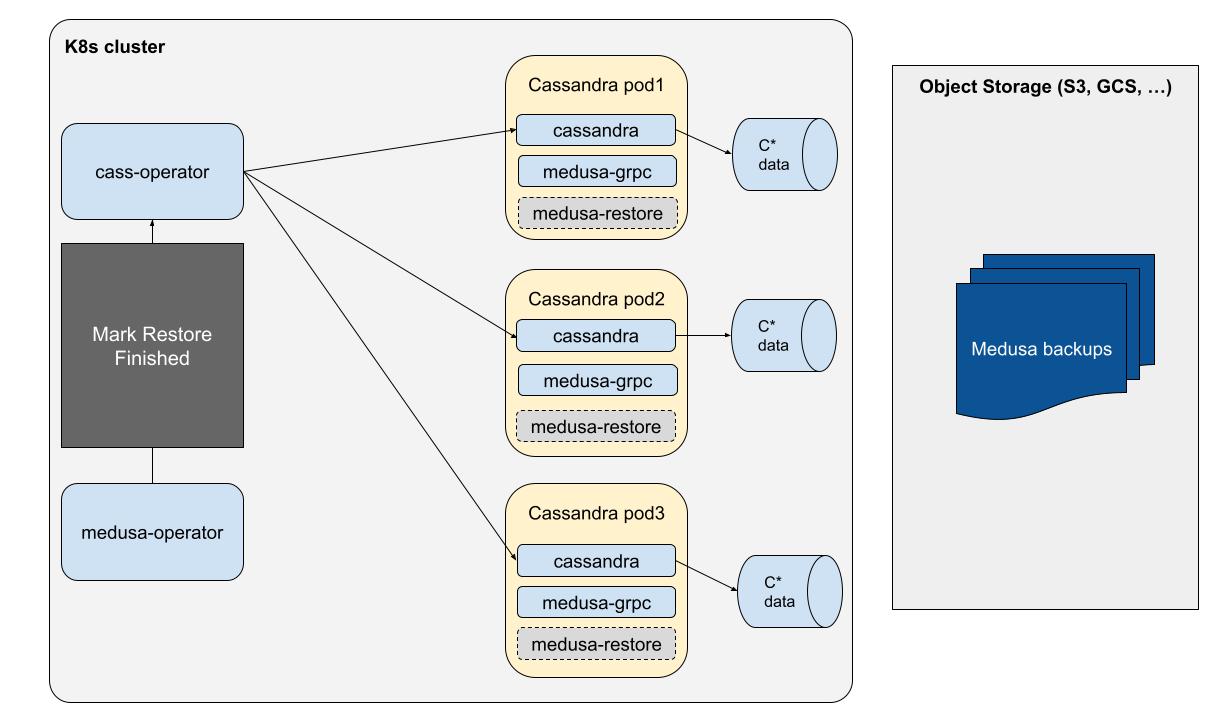 K8s cluster
cass-operator
Mark Restore
Finished
medusa-operator
Cassandra pod1
cassandra
medusa-grpc
medusa-restore
C*
data
Cassandra pod2
cassandra
medusa-grpc
medusa-restore
C*
data
Cassandra pod3
cassandra
medusa-grpc
medusa-restore
C*
data
Object Storage (S3, GCS, …)
Medusa backups